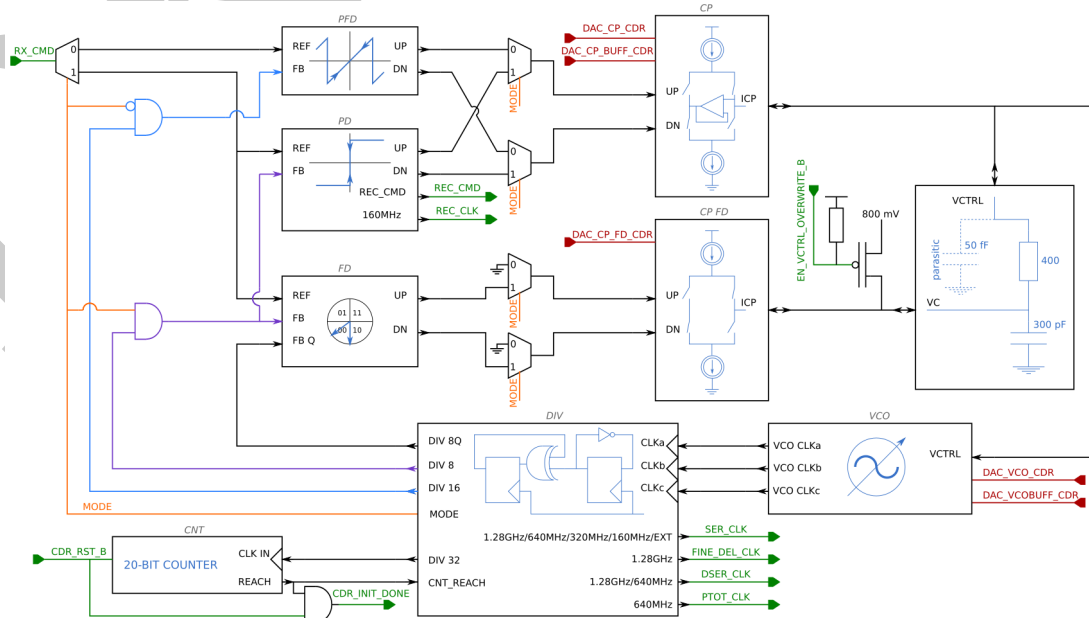 PFD
CP
RX_CMD
0
1
REF
FB
UP
DN
0
1
MODE
DAC_CP_CDR
DAC_CP_BUFF_CDR
UP
DN
ICP
PD
REF
FB
UP
DN
REC_CMD
160MHz
0
1
MODE
REC_CMD
REC_CLK
CP FD
DAC_CP_FD_CDR
UP
DN
ICP
EN_VCTRL_OVERWRITE_B
800 mV
VCTRL
parasitic
50 fF
400
VC
300 pF
FD
REF
FB
FB Q
01
11
00
10
UP
DN
0
1
MODE
0
1
MODE
DIV
DIV 8Q
DIV 8
DIV 16
MODE
MODE
CLKa
CLKb
CLKc
VCO
VCO CLKa
VCO CLKb
VCO CLKc
VCTRL
DAC_VCO_CDR
DAC_VCOBUFF_CDR
CNT
CDR_RST_B
20-BIT COUNTER
CLK IN
REACH
CDR_INIT_DONE
DIV 32
CNT_REACH
1.28GHz/640MHz/320MHz/160MHz/EXT
1.28GHz
1.28GHz/640MHz
640MHz
SER_CLK
FINE_DEL_CLK
DSER_CLK
PTOT_CLK